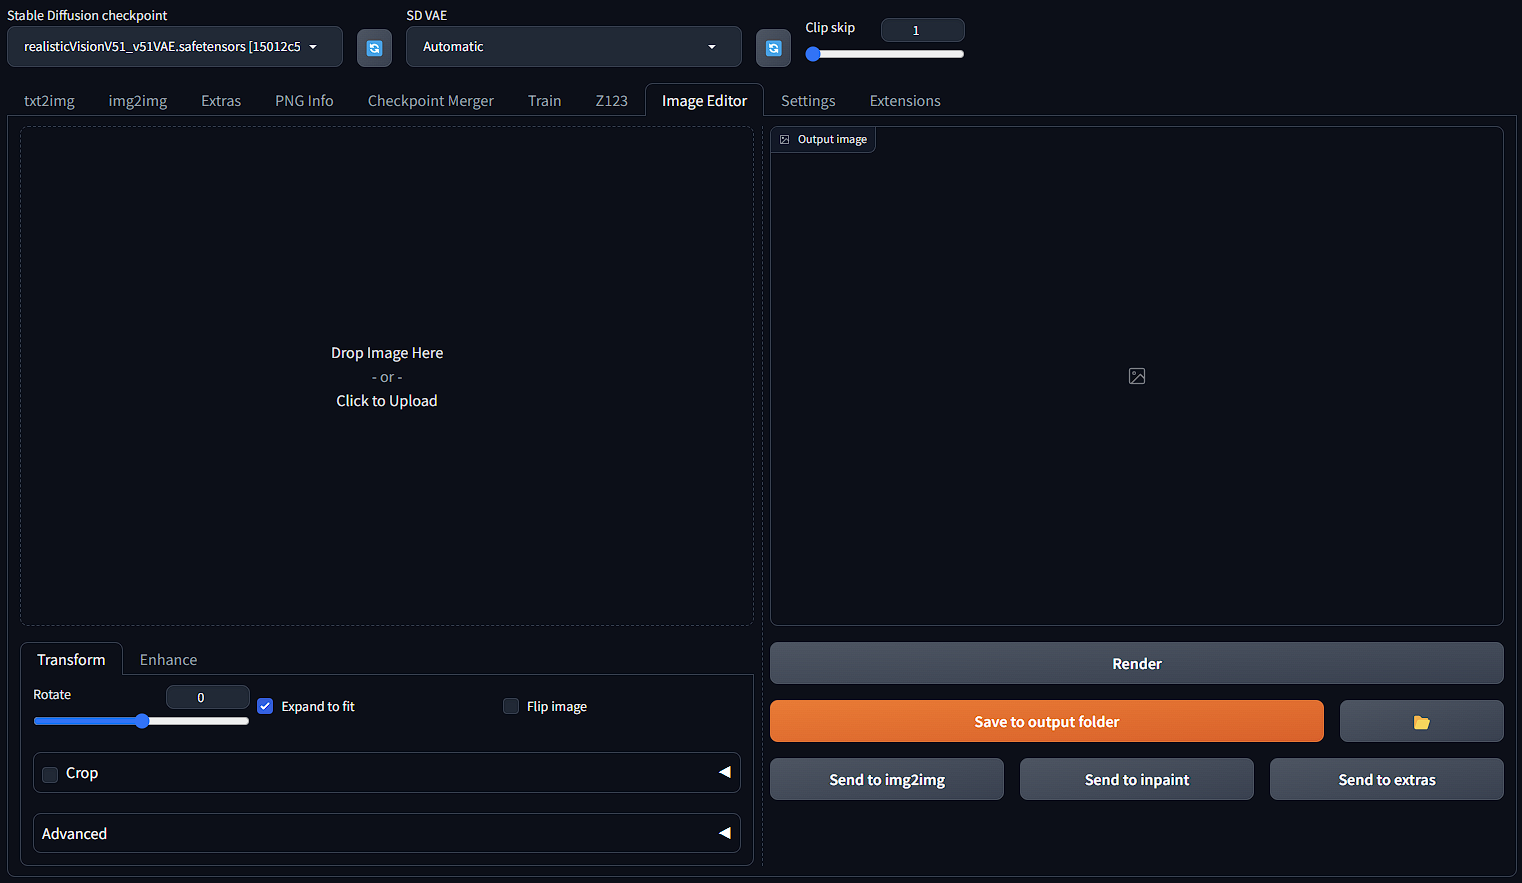 Stable Diffusion checkpoint
realisticVisionV51_v51VAE.safetensors [15012c5
SD VAE
Automatic
Clip skip
1
txt2img
img2img
Extras
PNG Info
Checkpoint Merger
Train
Z123
Image Editor
Settings
Extensions
Drop Image Here
- or -
Click to Upload
Output image
Transform
Enhance
Rotate
0
Expand to fit
Flip image
Crop
Advanced
Render
Save to output folder
Send to img2img
Send to inpaint
Send to extras